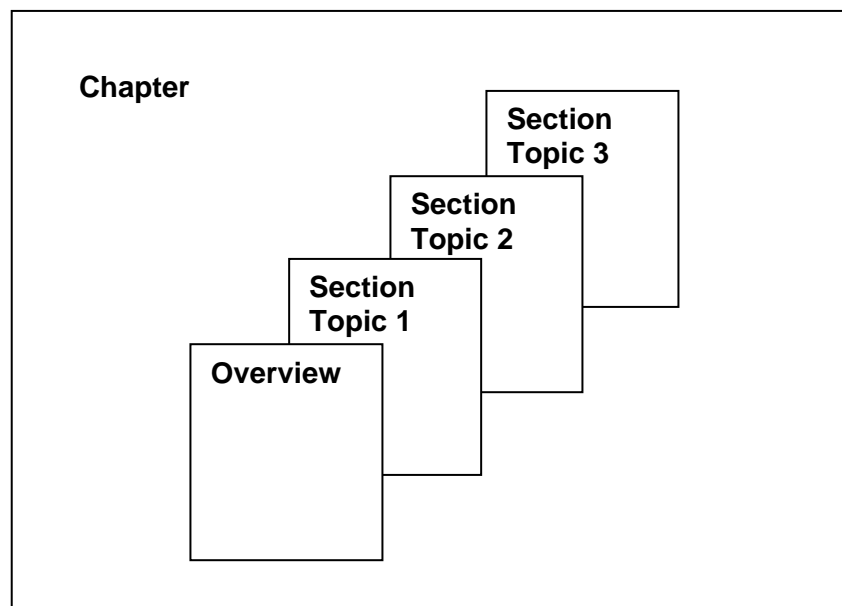 Chapter
Section
Topic 3
Section
Topic 2
Section
Topic 1
Overview